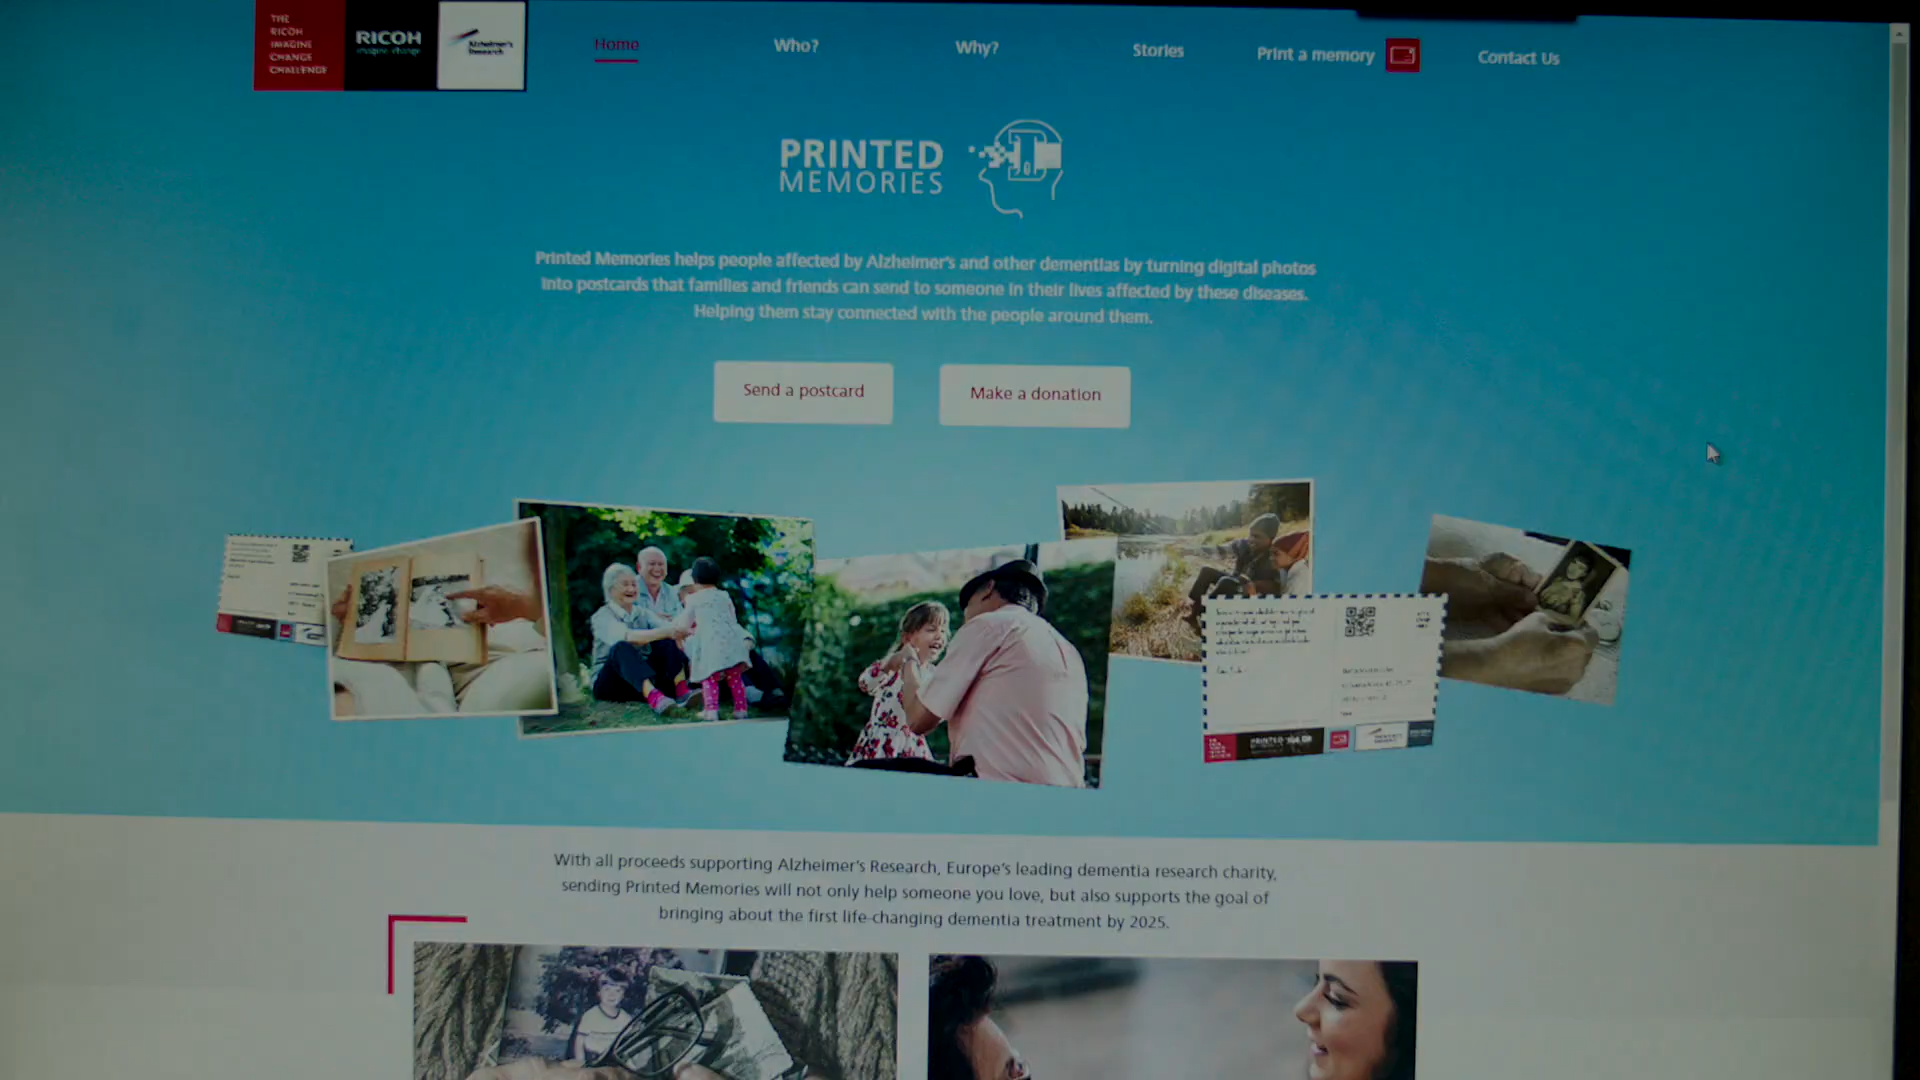 THE
RICOH
IMAGINE
CHANGE
CHALLENGE
RICOH
imagine. change.
Alzheimer's
Research
Home
Who?
Why?
Stories
Print a memory
Contact Us
PRINTED
MEMORIES
Printed Memories helps people affected by Alzheimer's and other dementias by turning digital photos
into postcards that families and friends can send to someone in their lives affected by these diseases.
Helping them stay connected with the people around them.
Send a postcard
Make a donation
PRINTED
With all proceeds supporting Alzheimer's Research, Europe's leading dementia research charity,
sending Printed Memories will not only help someone you love, but also supports the goal of
bringing about the first life-changing dementia treatment by 2025.